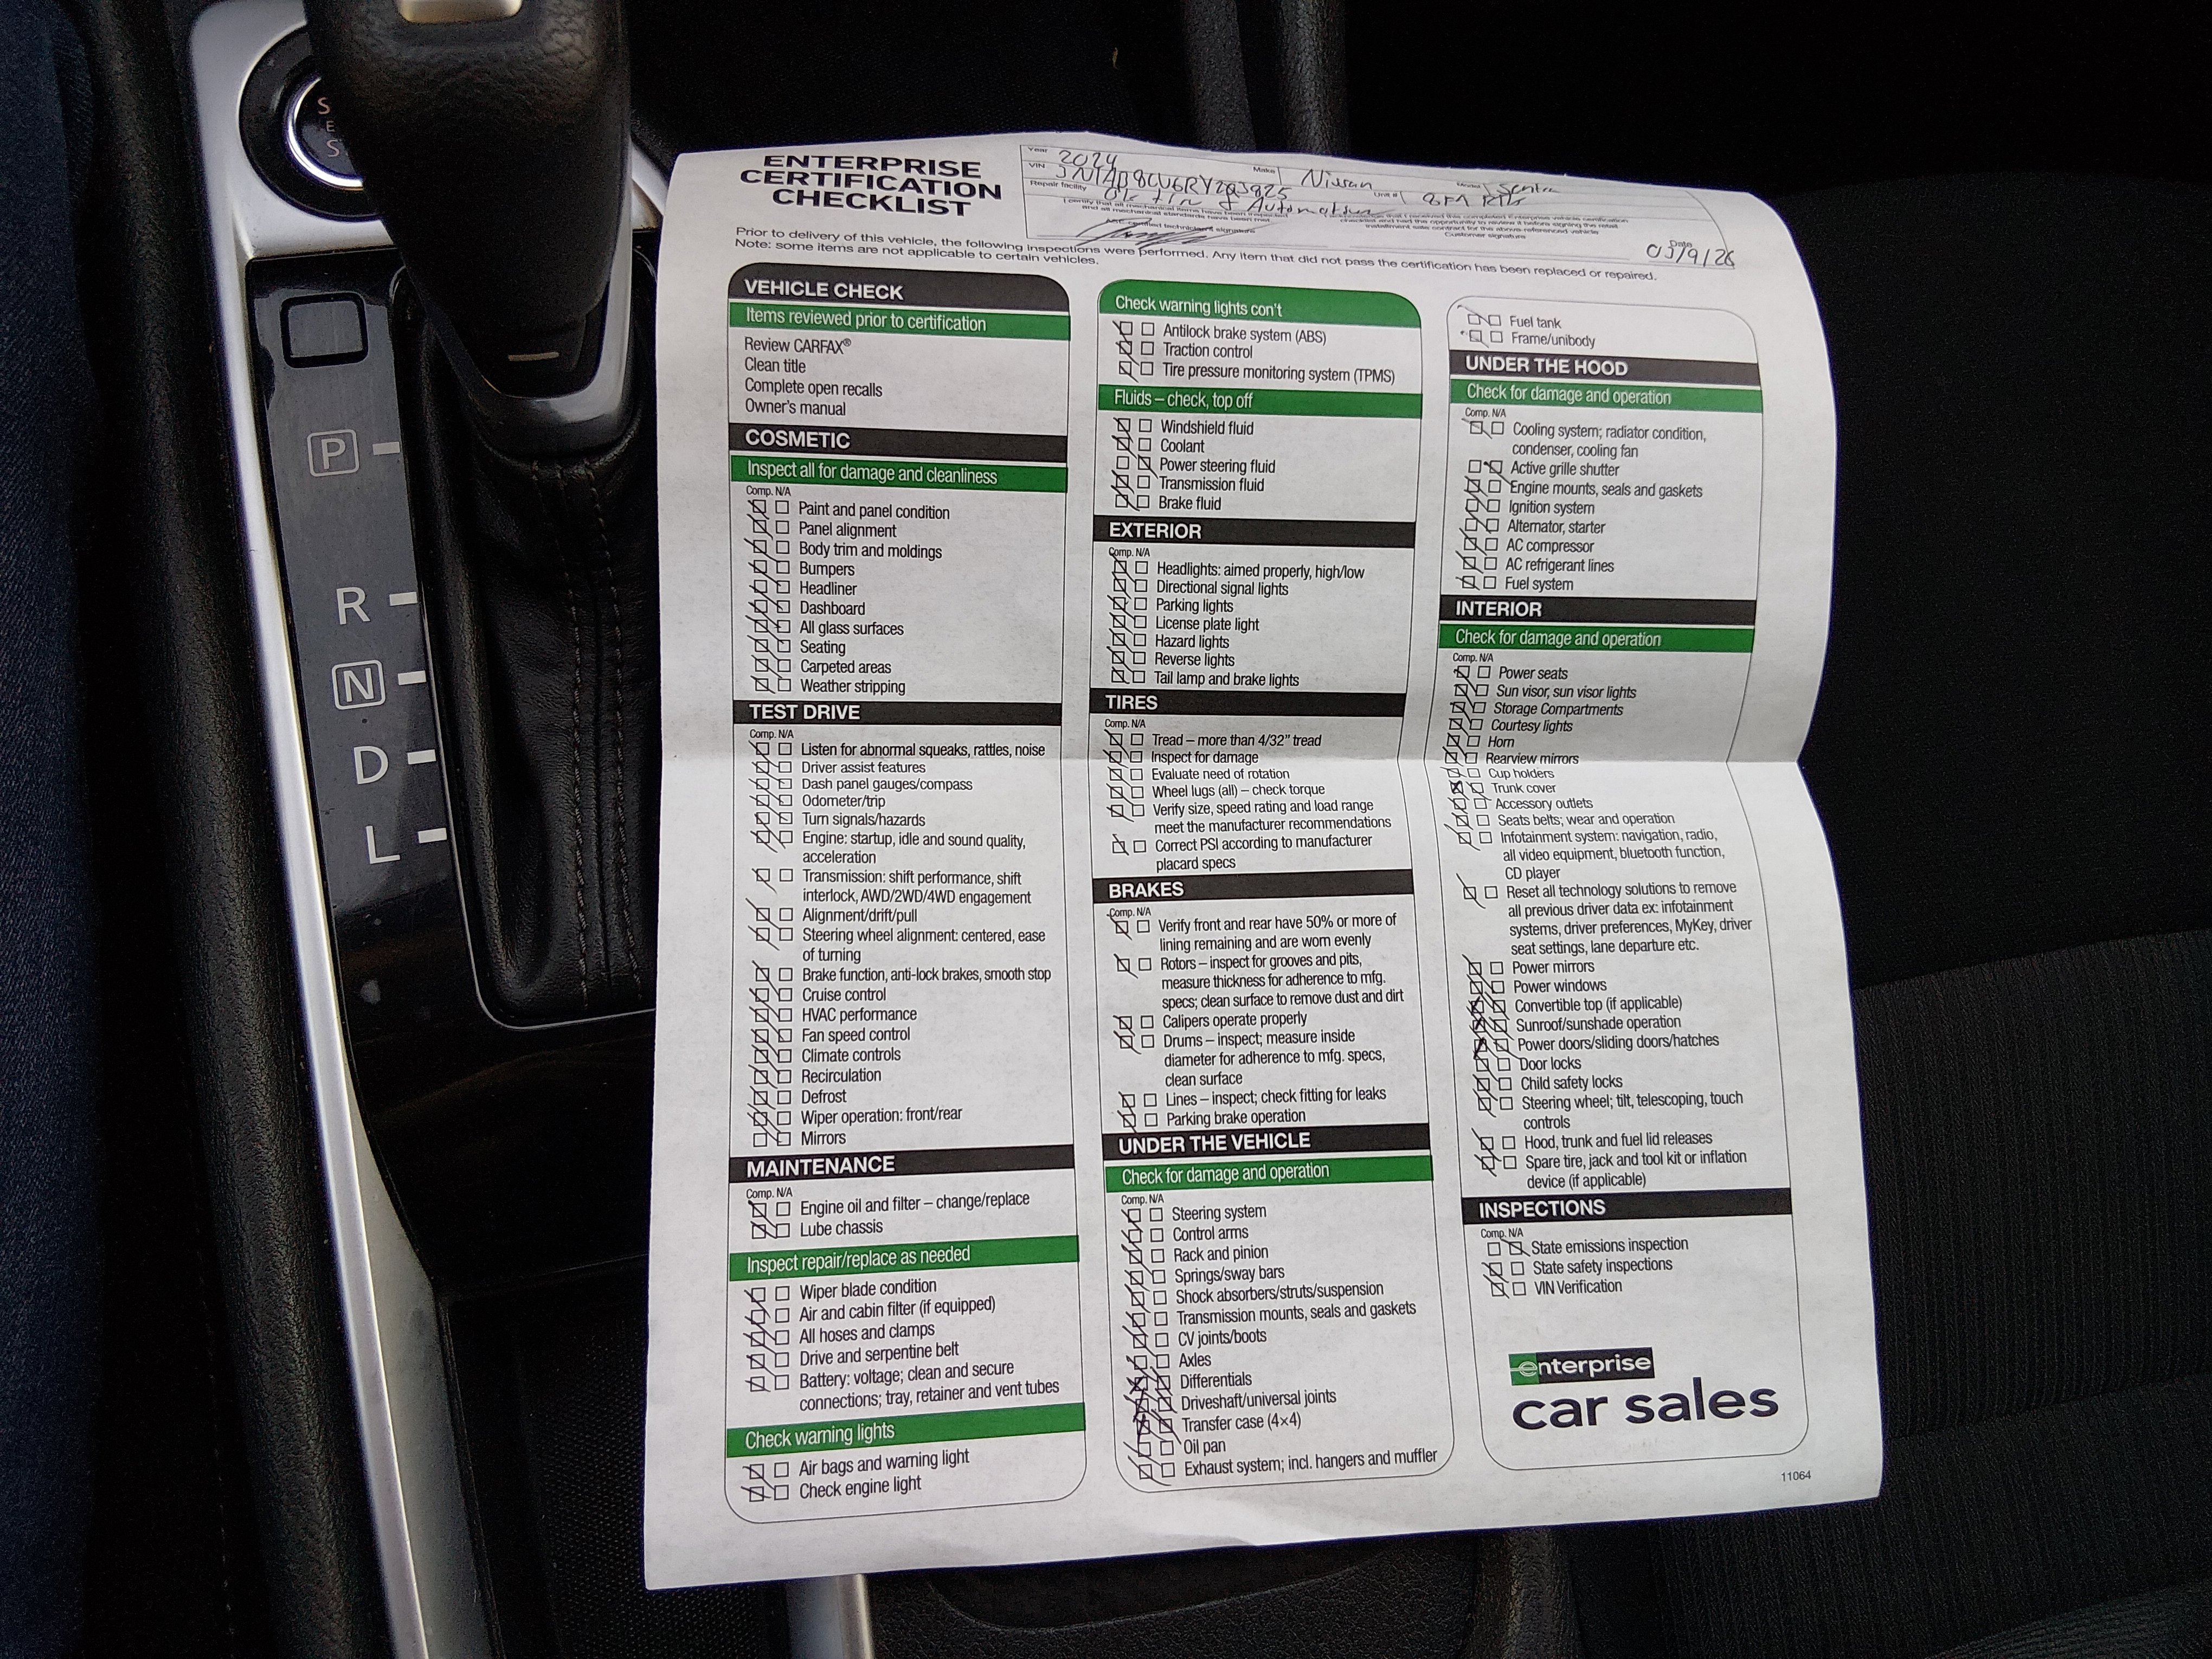 P
R
N
D
L
ENTERPRISE
CERTIFICATION
CHECKLIST
Year 2024 Make Nissan Model Sentra
VIN
Repair facility Unit #
ASE certified technician's signature
Customer signature
Date
Prior to delivery of this vehicle, the following inspections were performed. Any item that did not pass the certification has been replaced or repaired.
Note: some items are not applicable to certain vehicles.
VEHICLE CHECK
Items reviewed prior to certification
Review CARFAX®
Clean title
Complete open recalls
Owner's manual
COSMETIC
Inspect all for damage and cleanliness
Comp. N/A
Paint and panel condition
Panel alignment
Body trim and moldings
Bumpers
Headliner
Dashboard
All glass surfaces
Seating
Carpeted areas
Weather stripping
TEST DRIVE
Comp. N/A
Listen for abnormal squeaks, rattles, noise
Driver assist features
Dash panel gauges/compass
Odometer/trip
Turn signals/hazards
Engine: startup, idle and sound quality,
acceleration
Transmission: shift performance, shift
interlock, AWD/2WD/4WD engagement
Alignment/drift/pull
Steering wheel alignment: centered, ease
of turning
Brake function, anti-lock brakes, smooth stop
Cruise control
HVAC performance
Fan speed control
Climate controls
Recirculation
Defrost
Wiper operation: front/rear
Mirrors
MAINTENANCE
Comp. N/A
Engine oil and filter – change/replace
Lube chassis
Inspect repair/replace as needed
Wiper blade condition
Air and cabin filter (if equipped)
All hoses and clamps
Drive and serpentine belt
Battery: voltage; clean and secure
connections; tray, retainer and vent tubes
Check warning lights
Air bags and warning light
Check engine light
Check warning lights con't
Antilock brake system (ABS)
Traction control
Tire pressure monitoring system (TPMS)
Fluids – check, top off
Windshield fluid
Coolant
Power steering fluid
Transmission fluid
Brake fluid
EXTERIOR
Comp. N/A
Headlights: aimed properly, high/low
Directional signal lights
Parking lights
License plate light
Hazard lights
Reverse lights
Tail lamp and brake lights
TIRES
Comp. N/A
Tread – more than 4/32" tread
Inspect for damage
Evaluate need of rotation
Wheel lugs (all) – check torque
Verify size, speed rating and load range
meet the manufacturer recommendations
Correct PSI according to manufacturer
placard specs
BRAKES
Comp. N/A
Verify front and rear have 50% or more of
lining remaining and are worn evenly
Rotors – inspect for grooves and pits,
measure thickness for adherence to mfg.
specs; clean surface to remove dust and dirt
Calipers operate properly
Drums – inspect; measure inside
diameter for adherence to mfg. specs,
clean surface
Lines – inspect; check fitting for leaks
Parking brake operation
UNDER THE VEHICLE
Check for damage and operation
Comp. N/A
Steering system
Control arms
Rack and pinion
Springs/sway bars
Shock absorbers/struts/suspension
Transmission mounts, seals and gaskets
CV joints/boots
Axles
Differentials
Driveshaft/universal joints
Transfer case (4×4)
Oil pan
Exhaust system; incl. hangers and muffler
Fuel tank
Frame/unibody
UNDER THE HOOD
Check for damage and operation
Comp. N/A
Cooling system; radiator condition,
condenser, cooling fan
Active grille shutter
Engine mounts, seals and gaskets
Ignition system
Alternator, starter
AC compressor
AC refrigerant lines
Fuel system
INTERIOR
Check for damage and operation
Comp. N/A
Power seats
Sun visor, sun visor lights
Storage Compartments
Courtesy lights
Horn
Rearview mirrors
Cup holders
Trunk cover
Accessory outlets
Seats belts; wear and operation
Infotainment system: navigation, radio,
all video equipment, bluetooth function,
CD player
Reset all technology solutions to remove
all previous driver data ex: infotainment
systems, driver preferences, MyKey, driver
seat settings, lane departure etc.
Power mirrors
Power windows
Convertible top (if applicable)
Sunroof/sunshade operation
Power doors/sliding doors/hatches
Door locks
Child safety locks
Steering wheel; tilt, telescoping, touch
controls
Hood, trunk and fuel lid releases
Spare tire, jack and tool kit or inflation
device (if applicable)
INSPECTIONS
Comp. N/A
State emissions inspection
State safety inspections
VIN Verification
enterprise
car sales
11064